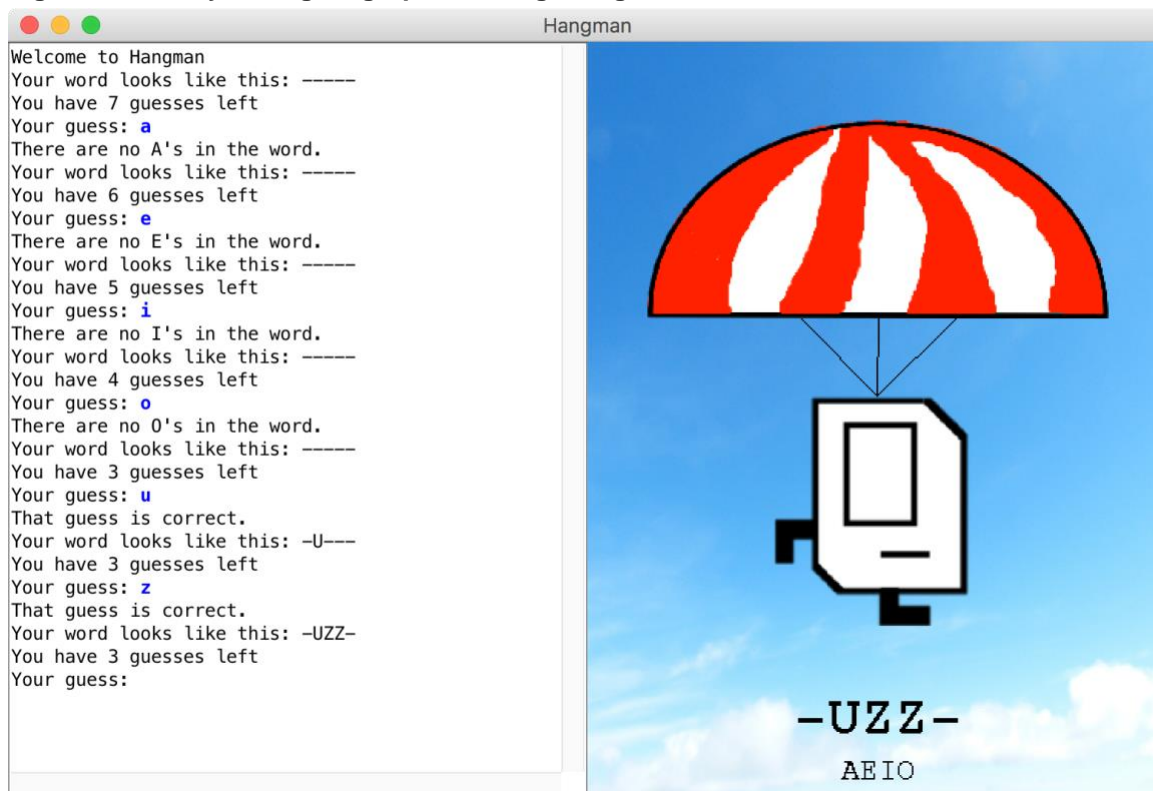 Hangman
Welcome to Hangman
Your word looks like this: -----
You have 7 guesses left
Your guess: a
There are no A's in the word.
Your word looks like this: -----
You have 6 guesses left
Your guess: e
There are no E's in the word.
Your word looks like this: -----
You have 5 guesses left
Your guess: i
There are no I's in the word.
Your word looks like this: -----
You have 4 guesses left
Your guess: o
There are no O's in the word.
Your word looks like this: -----
You have 3 guesses left
Your guess: u
That guess is correct.
Your word looks like this: -U---
You have 3 guesses left
Your guess: z
That guess is correct.
Your word looks like this: -UZZ-
You have 3 guesses left
Your guess:
-UZZ-
AEIO